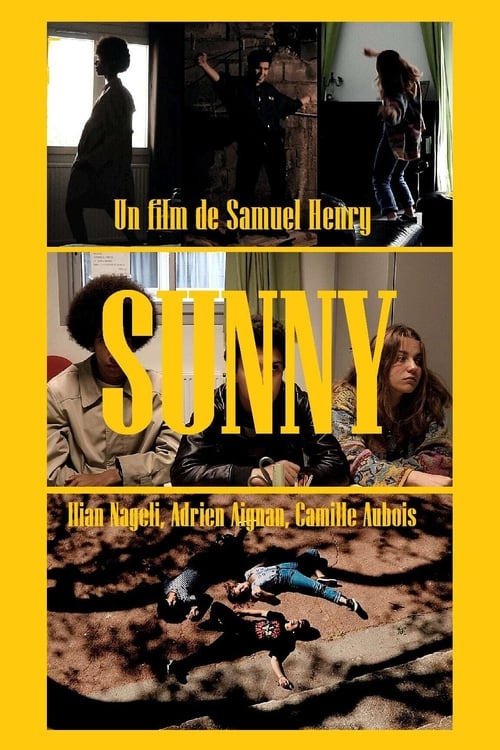 Un film de Samuel Henry
SUNNY
Ilian Nageli, Adrien Aignan, Camille Aubois